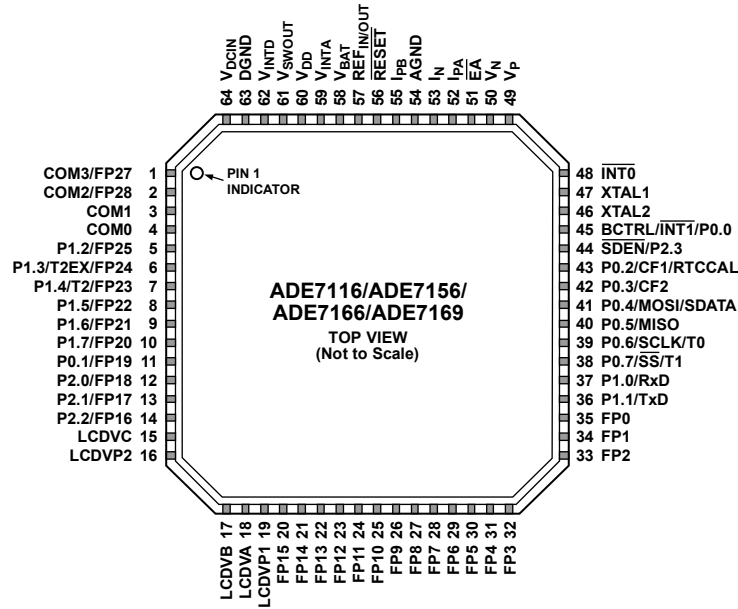 64 VDCIN
63 DGND
62 VINTD
61 VSWOUT
60 VDD
59 VINTA
58 VBAT
57 REFIN/OUT
56 RESET
55 IPB
54 AGND
53 IN
52 IPA
51 EA
50 VN
49 VP
COM3/FP27 1
COM2/FP28 2
COM1 3
COM0 4
P1.2/FP25 5
P1.3/T2EX/FP24 6
P1.4/T2/FP23 7
P1.5/FP22 8
P1.6/FP21 9
P1.7/FP20 10
P0.1/FP19 11
P2.0/FP18 12
P2.1/FP17 13
P2.2/FP16 14
LCDVC 15
LCDVP2 16
PIN 1
INDICATOR
ADE7116/ADE7156/
ADE7166/ADE7169
TOP VIEW
(Not to Scale)
48 INT0
47 XTAL1
46 XTAL2
45 BCTRL/INT1/P0.0
44 SDEN/P2.3
43 P0.2/CF1/RTCCAL
42 P0.3/CF2
41 P0.4/MOSI/SDATA
40 P0.5/MISO
39 P0.6/SCLK/T0
38 P0.7/SS/T1
37 P1.0/RxD
36 P1.1/TxD
35 FP0
34 FP1
33 FP2
LCDVB 17
LCDVA 18
LCDVP1 19
FP15 20
FP14 21
FP13 22
FP12 23
FP11 24
FP10 25
FP9 26
FP8 27
FP7 28
FP6 29
FP5 30
FP4 31
FP3 32